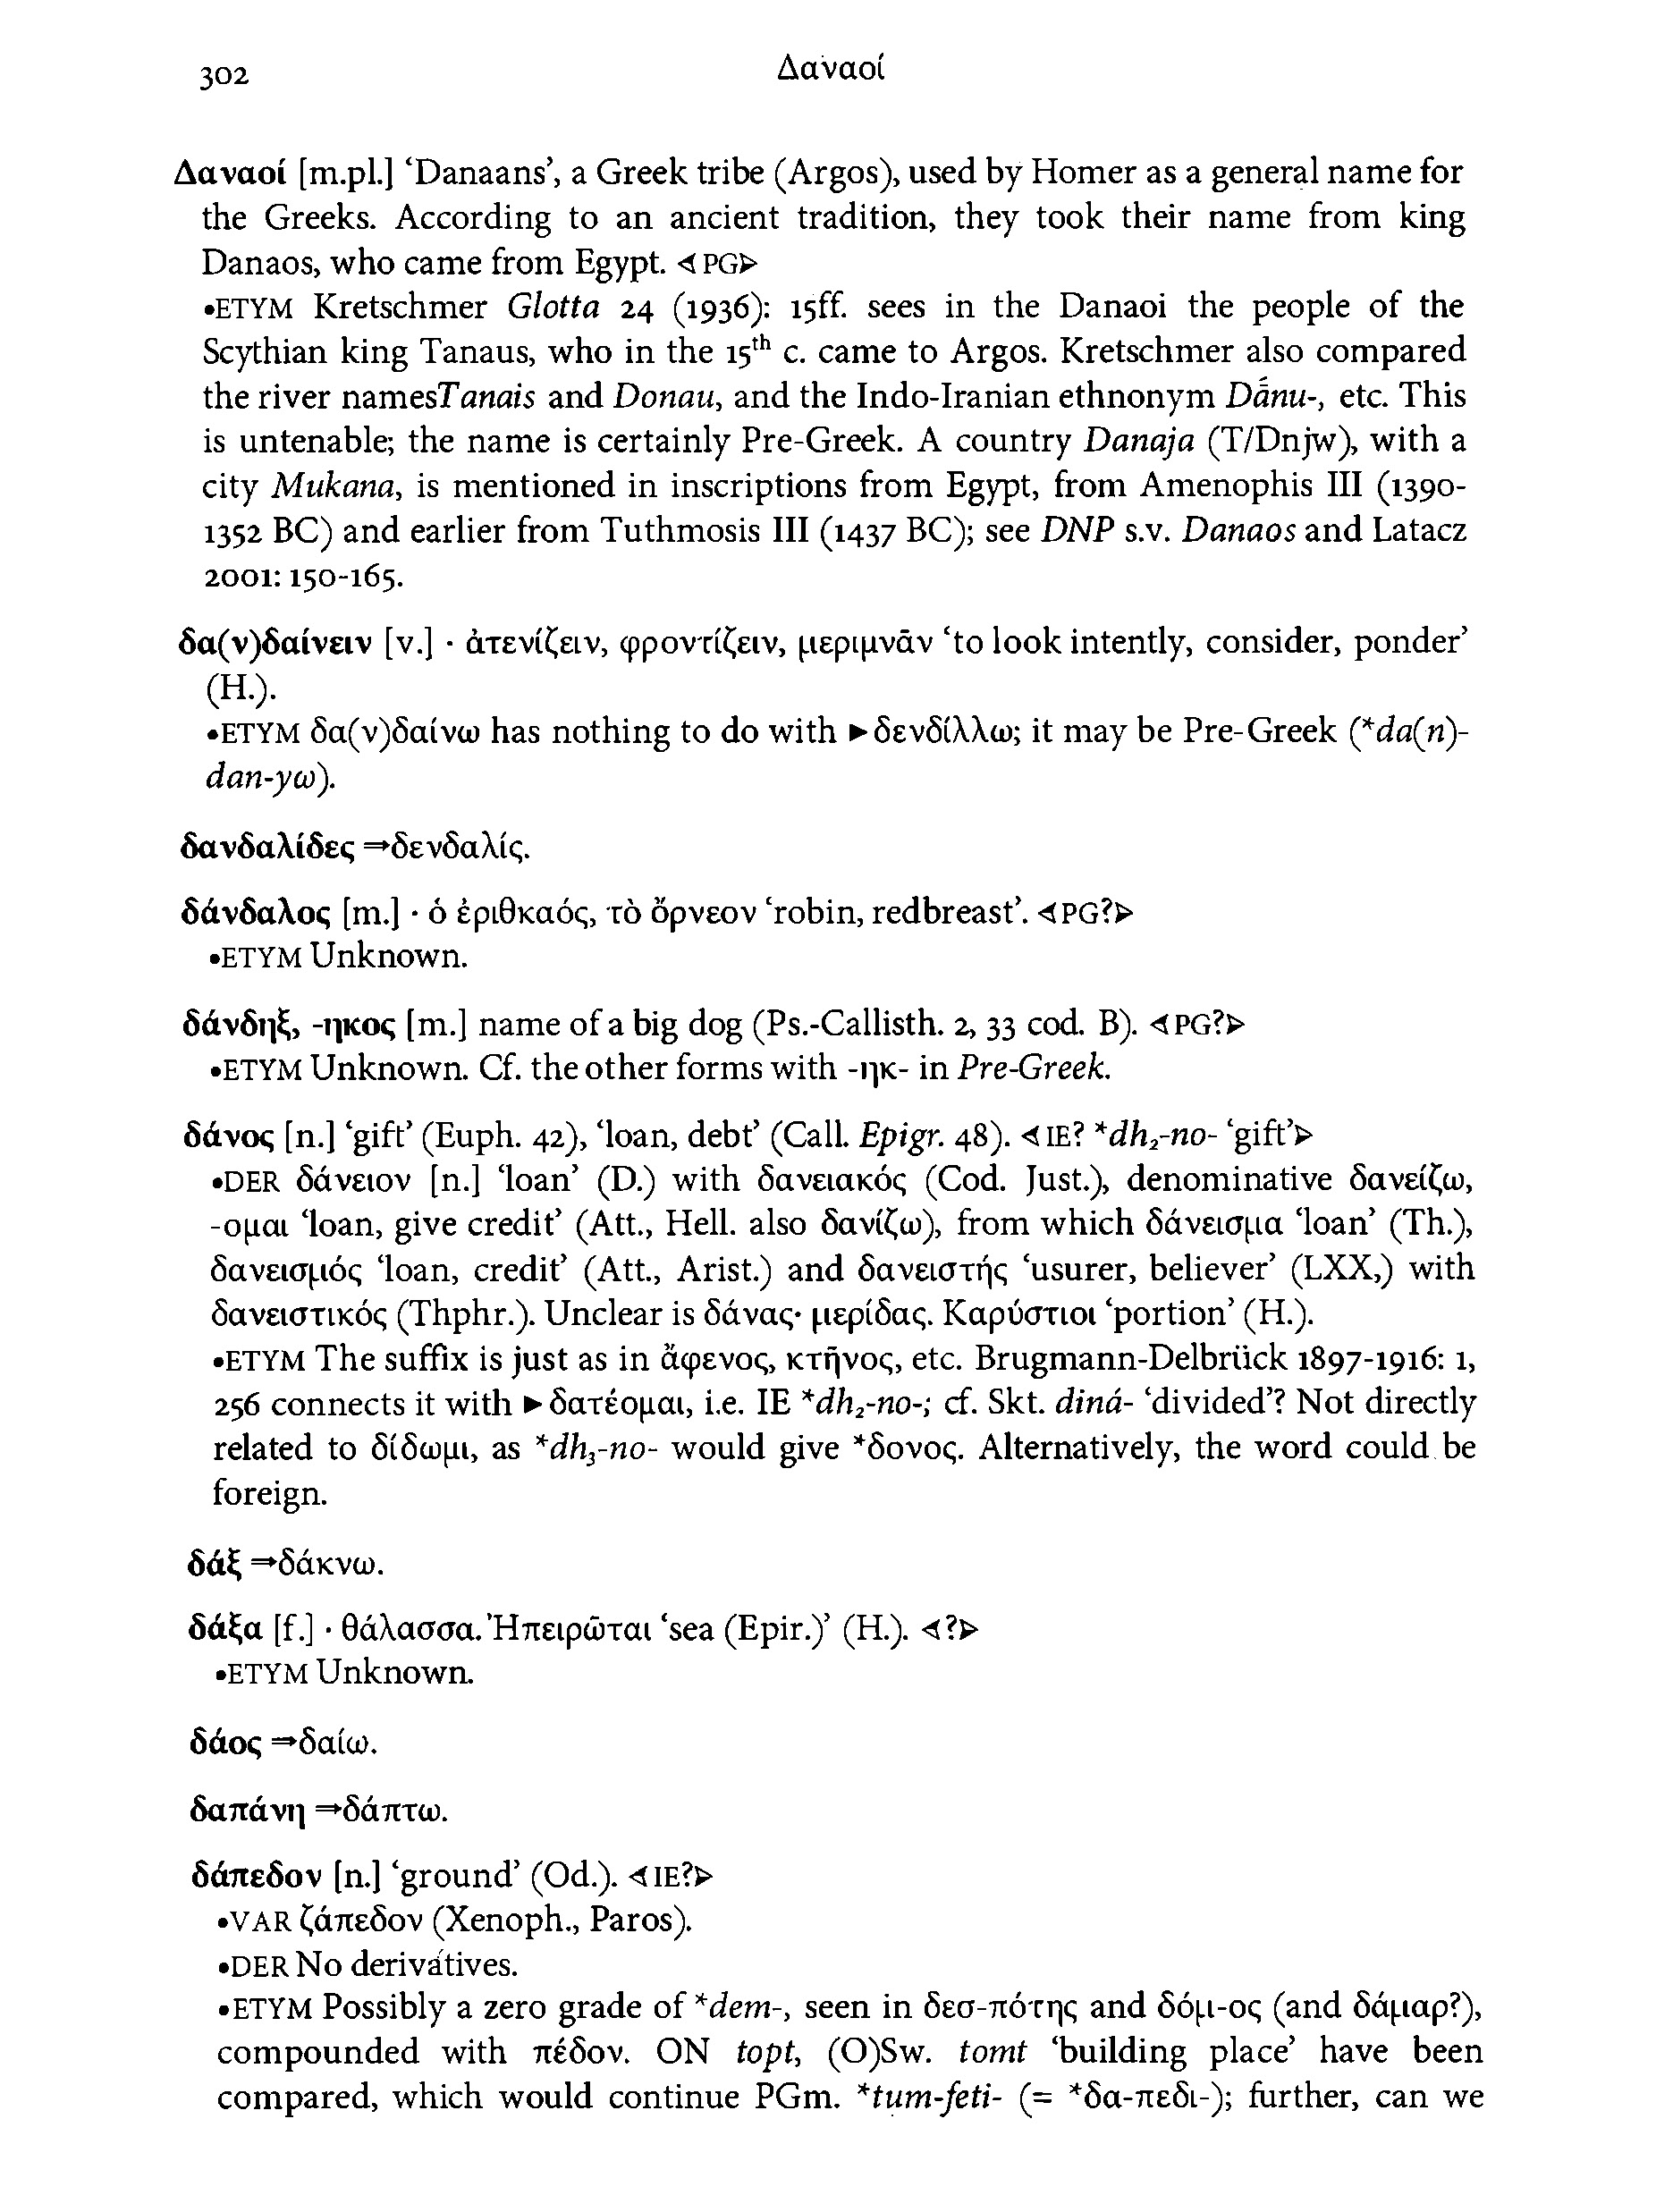 302
Δαναοί
Δαναοί [m.pl.] ‘Danaans’, a Greek tribe (Argos), used by Homer as a general name for
the Greeks. According to an ancient tradition, they took their name from king
Danaos, who came from Egypt. ⊲PG⊳
•ETYM Kretschmer Glotta 24 (1936): 15ff. sees in the Danaoi the people of the
Scythian king Tanaus, who in the 15th c. came to Argos. Kretschmer also compared
the river namesTanais and Donau, and the Indo-Iranian ethnonym Dā́nu-, etc. This
is untenable; the name is certainly Pre-Greek. A country Danaja (T/Dnjw), with a
city Mukana, is mentioned in inscriptions from Egypt, from Amenophis III (1390-
1352 BC) and earlier from Tuthmosis III (1437 BC); see DNP s.v. Danaos and Latacz
2001: 150-165.
δα(ν)δαίνειν [v.] · ἀτενίζειν, φροντίζειν, μεριμνᾶν ‘to look intently, consider, ponder’
(H.).
•ETYM δα(ν)δαίνω has nothing to do with ►δενδίλλω; it may be Pre-Greek (*da(n)-
dan-yω).
δανδαλίδες ⇒δενδαλίς.
δάνδαλος [m.] · ὁ ἐριθκαός, τὸ ὄρνεον ‘robin, redbreast’. ⊲PG?⊳
•ETYM Unknown.
δάνδηξ, -ηκος [m.] name of a big dog (Ps.-Callisth. 2, 33 cod. B). ⊲PG?⊳
•ETYM Unknown. Cf. the other forms with -ηκ- in Pre-Greek.
δάνος [n.] ‘gift’ (Euph. 42), ‘loan, debt’ (Call. Epigr. 48). ⊲IE? *dh₂-no- ‘gift’⊳
•DER δάνειον [n.] ‘loan’ (D.) with δανειακός (Cod. Just.), denominative δανείζω,
-ομαι ‘loan, give credit’ (Att., Hell. also δανίζω), from which δάνεισμα ‘loan’ (Th.),
δανεισμός ‘loan, credit’ (Att., Arist.) and δανειστής ‘usurer, believer’ (LXX,) with
δανειστικός (Thphr.). Unclear is δάνας· μερίδας. Καρύστιοι ‘portion’ (H.).
•ETYM The suffix is just as in ἄφενος, κτῆνος, etc. Brugmann-Delbrück 1897-1916: 1,
256 connects it with ►δατέομαι, i.e. IE *dh₂-no-; cf. Skt. diná- ‘divided’? Not directly
related to δίδωμι, as *dh₃-no- would give *δονος. Alternatively, the word could be
foreign.
δάξ ⇒δάκνω.
δάξα [f.] · θάλασσα. Ἠπειρῶται ‘sea (Epir.)’ (H.). ⊲?⊳
•ETYM Unknown.
δάος ⇒δαίω.
δαπάνη ⇒δάπτω.
δάπεδον [n.] ‘ground’ (Od.). ⊲IE?⊳
•VAR ζάπεδον (Xenoph., Paros).
•DER No derivatives.
•ETYM Possibly a zero grade of *dem-, seen in δεσ-πότης and δόμ-ος (and δάμαρ?),
compounded with πέδον. ON topt, (O)Sw. tomt ‘building place’ have been
compared, which would continue PGm. *tum-feti- (= *δα-πεδι-); further, can we